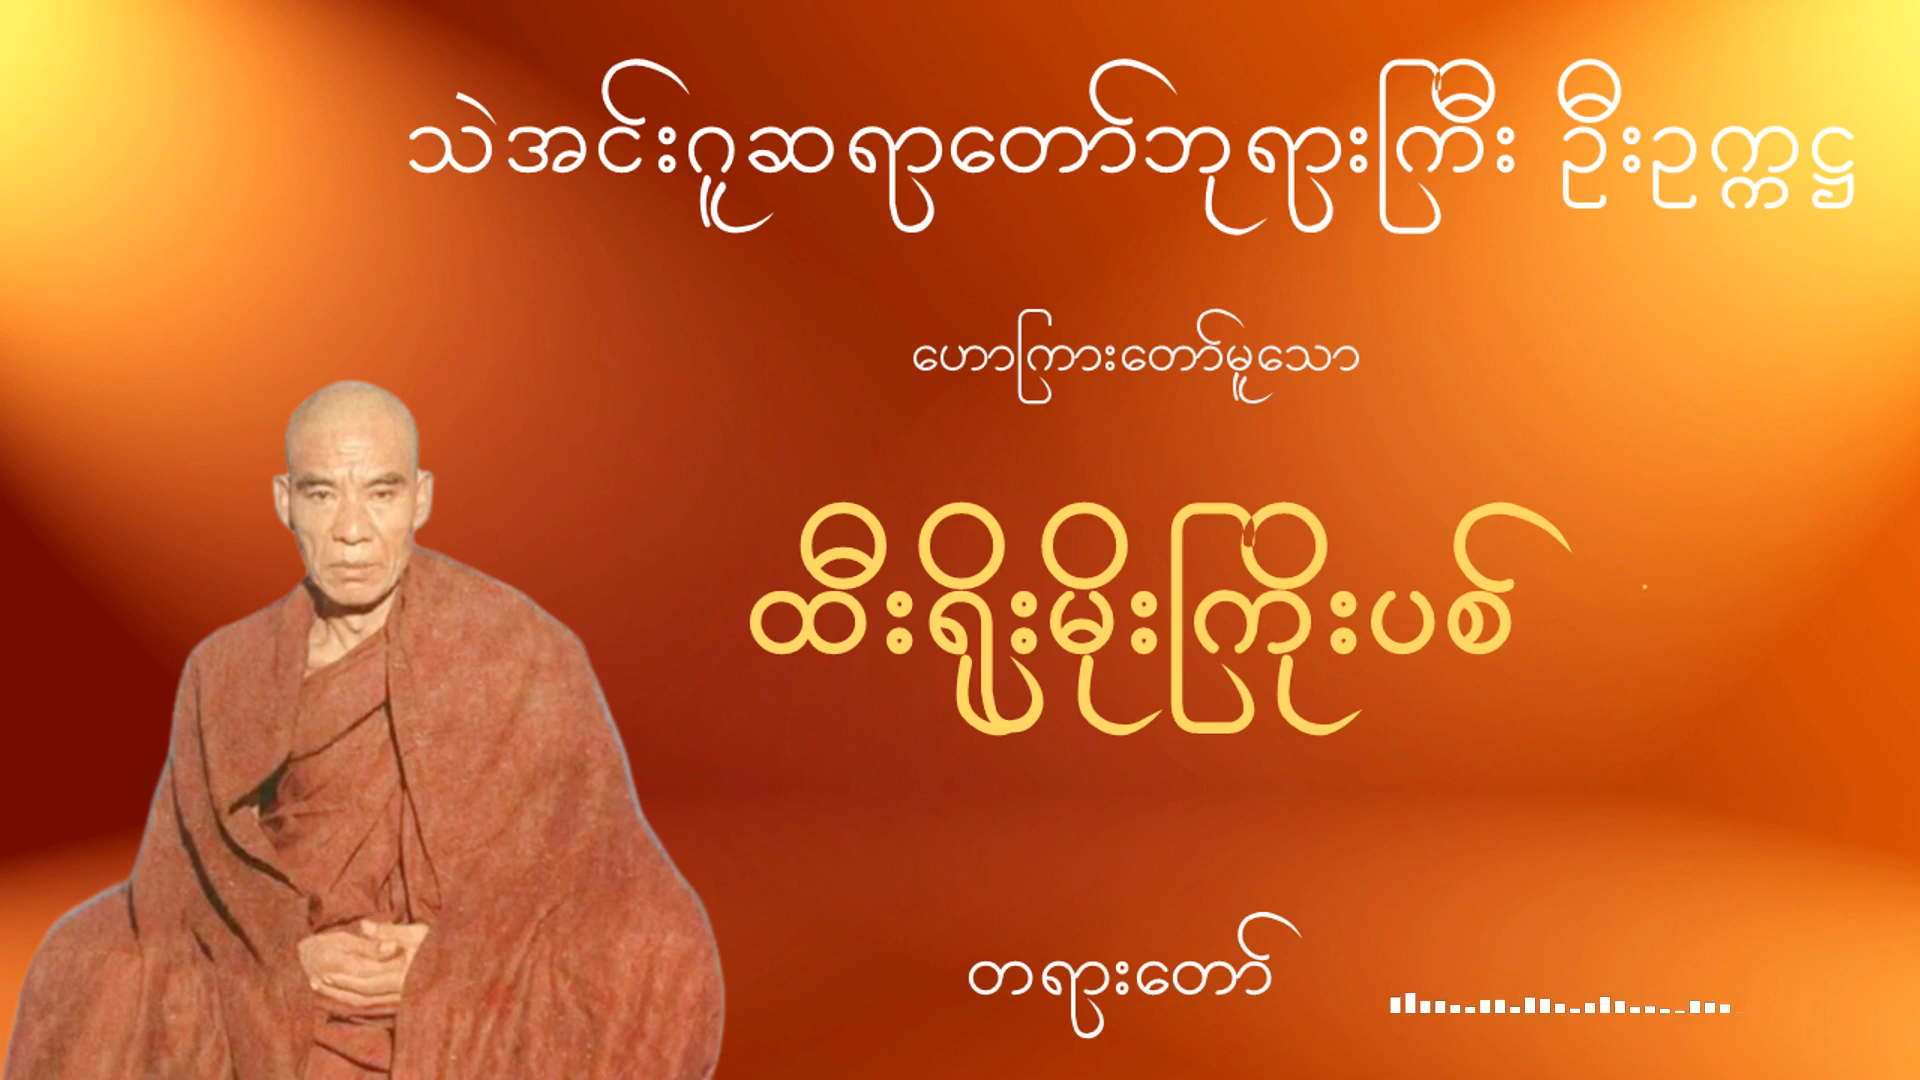 သဲအင်းဂူဆရာတော်ဘုရားကြီး ဦးဥက္ကဋ္ဌ
ဟောကြားတော်မူသော
ထီးရိုးမိုးကြိုးပစ်
တရားတော်